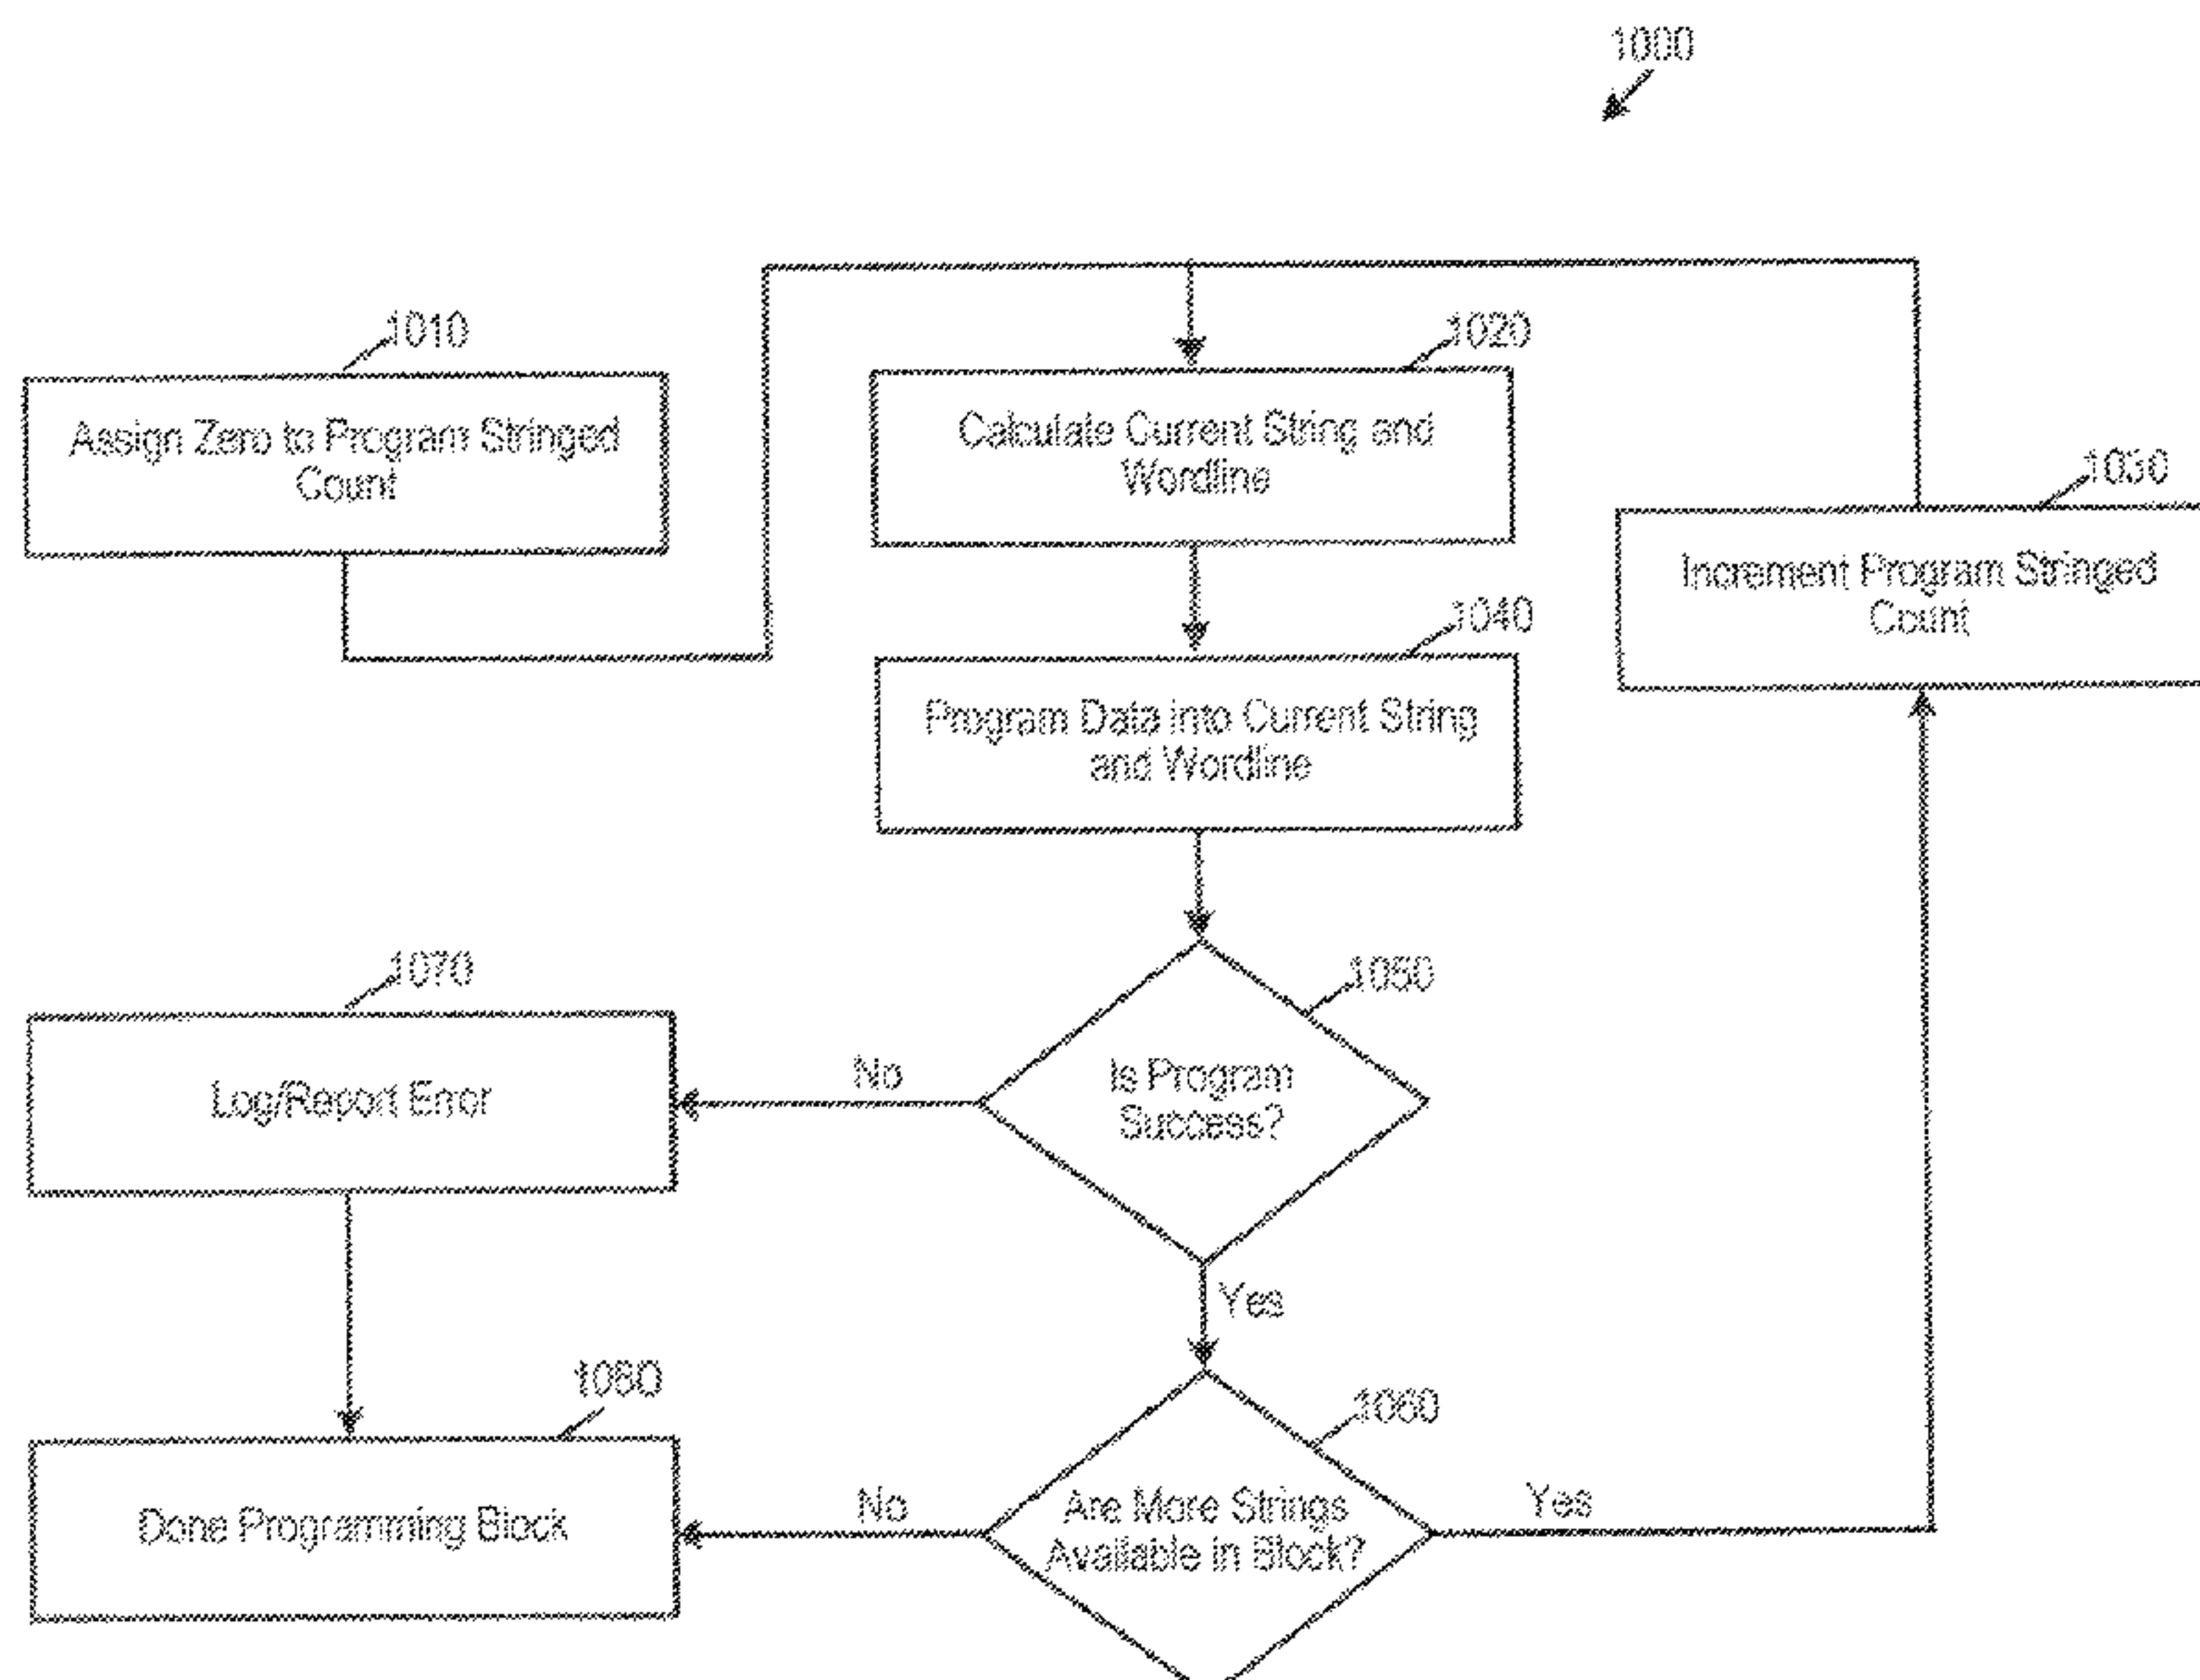 1000
1010
Assign Zero to Program Stringed
Count
1020
Calculate Current String and
Wordline
1030
Increment Program Stringed
Count
1040
Program Data into Current String
and Wordline
1050
Is Program
Success?
No
Yes
1070
Log/Report Error
1080
Done Programming Block
1060
Are More Strings
Available in Block?
No
Yes